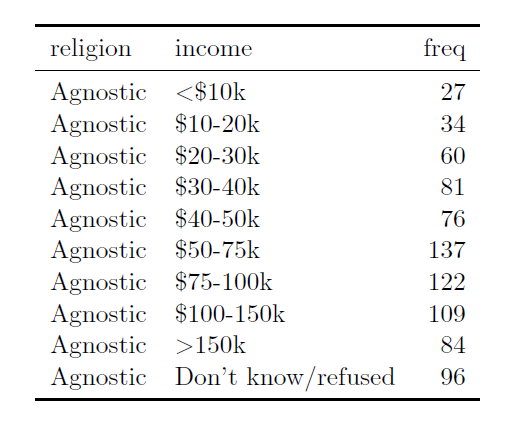 religion income freq
Agnostic <$10k 27
Agnostic $10-20k 34
Agnostic $20-30k 60
Agnostic $30-40k 81
Agnostic $40-50k 76
Agnostic $50-75k 137
Agnostic $75-100k 122
Agnostic $100-150k 109
Agnostic >150k 84
Agnostic Don't know/refused 96